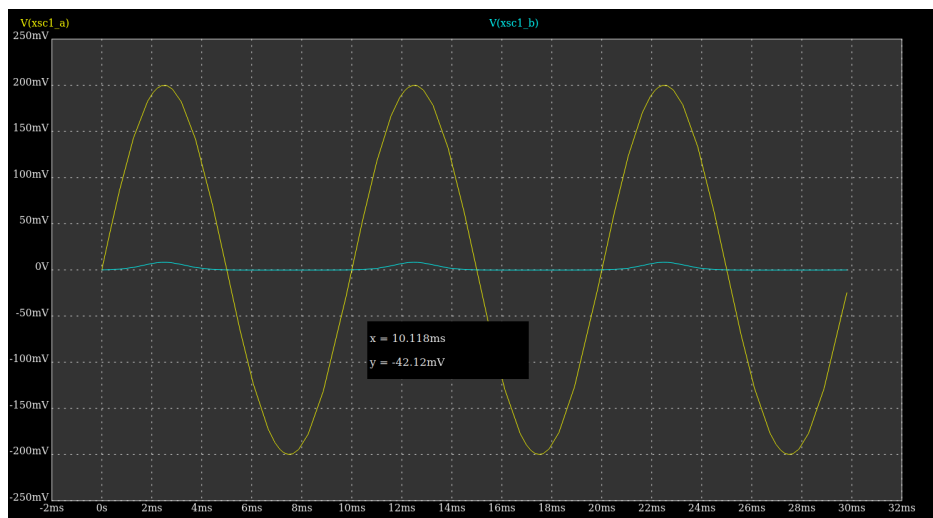 V(xsc1_a) V(xsc1_b)
250mV
200mV
150mV
100mV
50mV
0V
-50mV
x = 10.118ms
y = -42.12mV
-100mV
-150mV
-200mV
-250mV
-2ms 0s 2ms 4ms 6ms 8ms 10ms 12ms 14ms 16ms 18ms 20ms 22ms 24ms 26ms 28ms 30ms 32ms